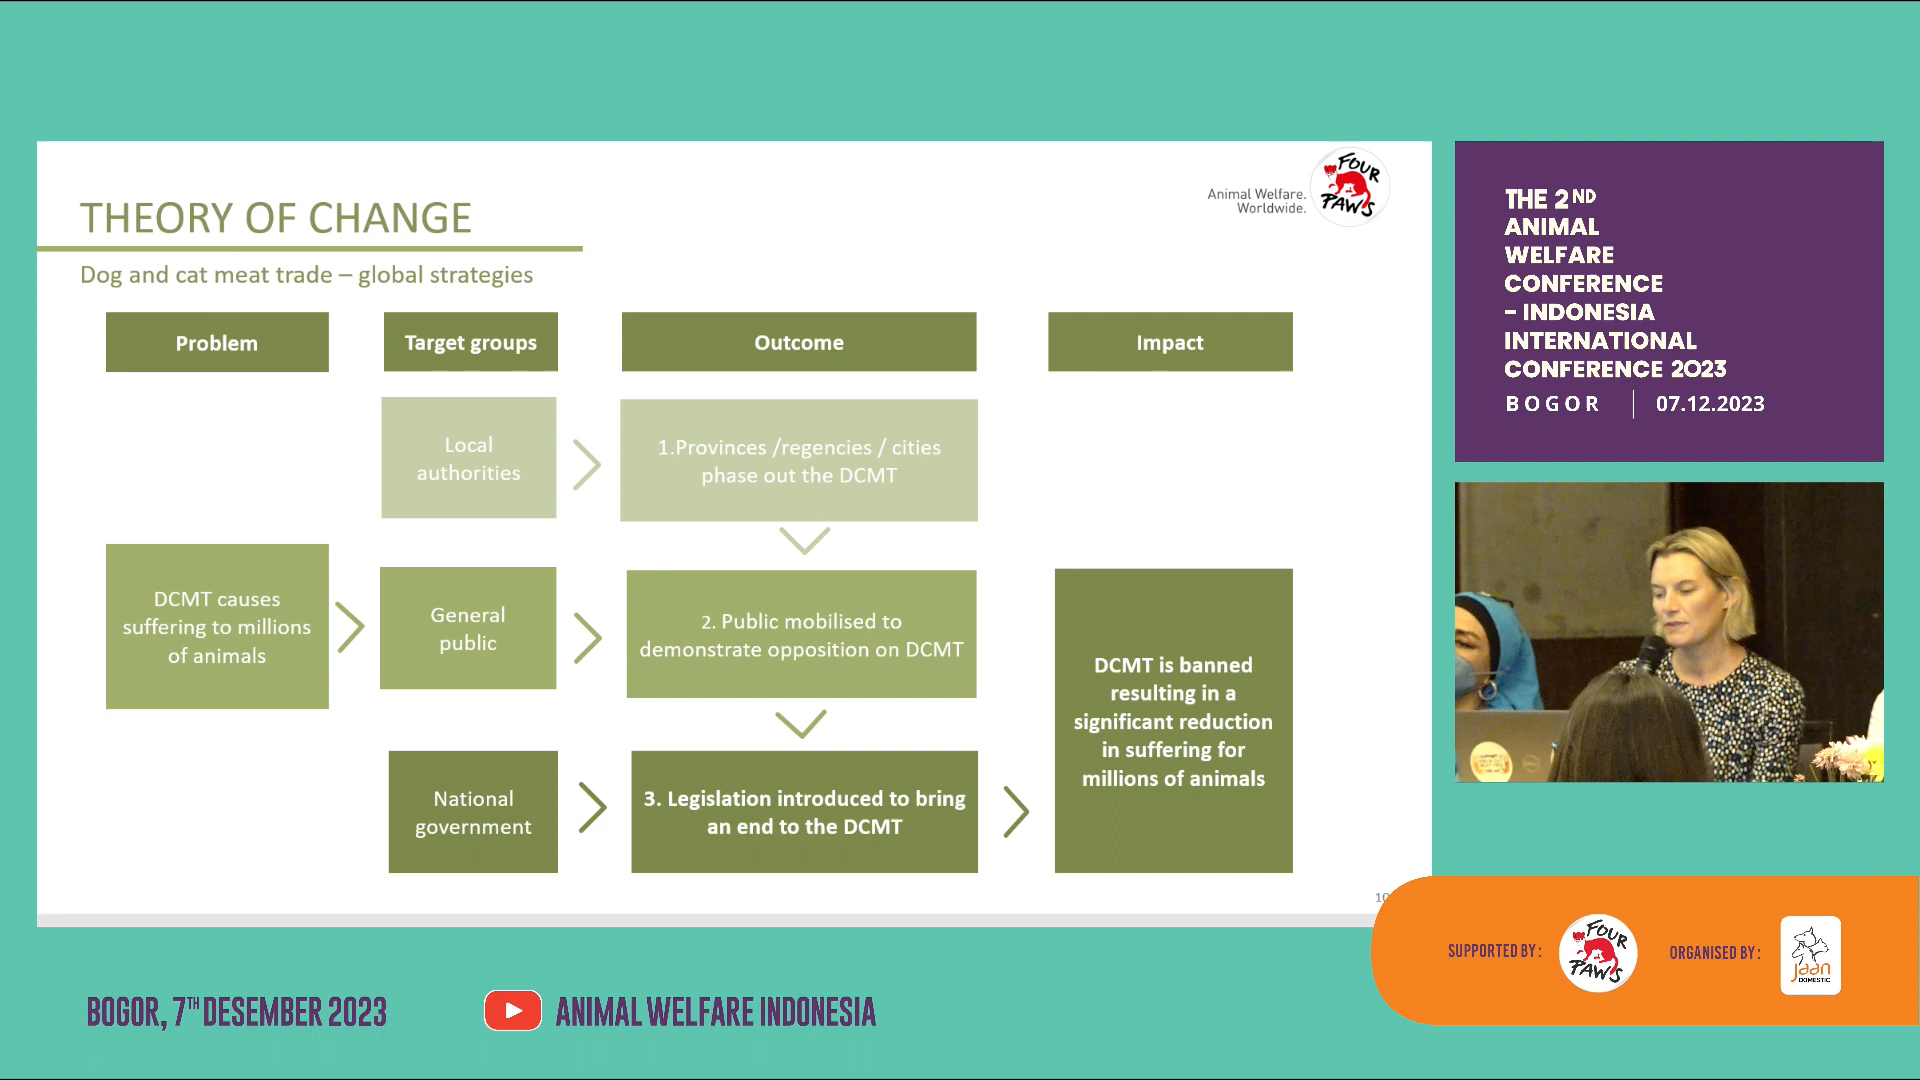 THEORY OF CHANGE
Animal Welfare.
Worldwide.
FOUR
PAWS
Dog and cat meat trade – global strategies
Problem
Target groups
Outcome
Impact
Local
authorities
1.Provinces /regencies / cities
phase out the DCMT
DCMT causes
suffering to millions
of animals
General
public
2. Public mobilised to
demonstrate opposition on DCMT
DCMT is banned
resulting in a
significant reduction
in suffering for
millions of animals
National
government
3. Legislation introduced to bring
an end to the DCMT
THE 2ND
ANIMAL
WELFARE
CONFERENCE
– INDONESIA
INTERNATIONAL
CONFERENCE 2023
BOGOR | 07.12.2023
SUPPORTED BY :
FOUR
PAWS
ORGANISED BY :
jaan
DOMESTIC
BOGOR, 7TH DESEMBER 2023
ANIMAL WELFARE INDONESIA